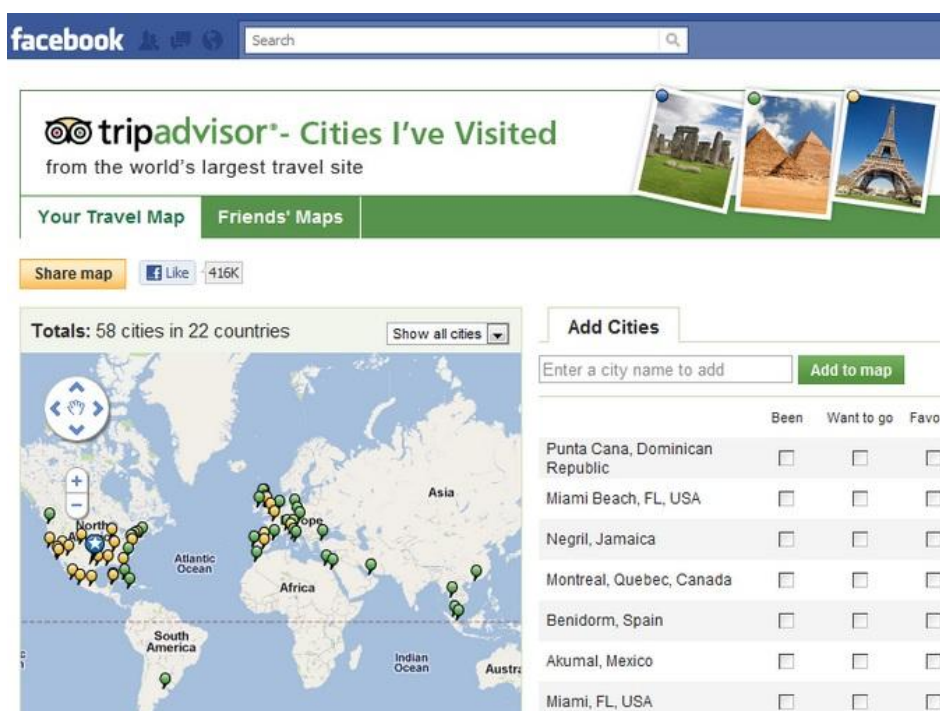 facebook
Search
tripadvisor®- Cities I've Visited
from the world's largest travel site
Your Travel Map
Friends' Maps
Share map
Like
416K
Totals: 58 cities in 22 countries
Show all cities
Asia
North
Atlantic
Ocean
Africa
South
America
Indian
Ocean
Austra
Add Cities
Enter a city name to add
Add to map
Been
Want to go
Favo
Punta Cana, Dominican
Republic
Miami Beach, FL, USA
Negril, Jamaica
Montreal, Quebec, Canada
Benidorm, Spain
Akumal, Mexico
Miami, FL, USA